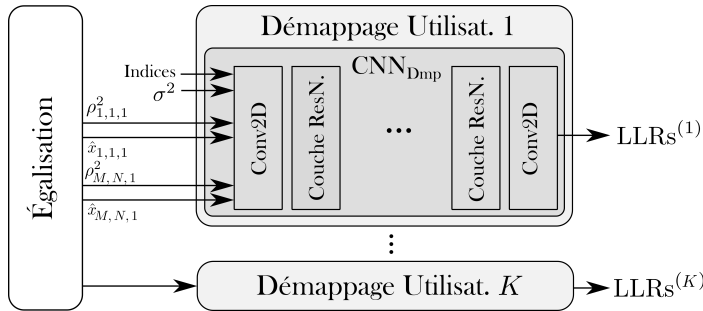 Égalisation
Démappage Utilisat. 1
CNN_Dmp
Indices
σ²
ρ²_{1,1,1}
x̂_{1,1,1}
ρ²_{M,N,1}
x̂_{M,N,1}
Conv2D
Couche ResN.
...
Couche ResN.
Conv2D
LLRs^{(1)}
⋮
Démappage Utilisat. K
LLRs^{(K)}